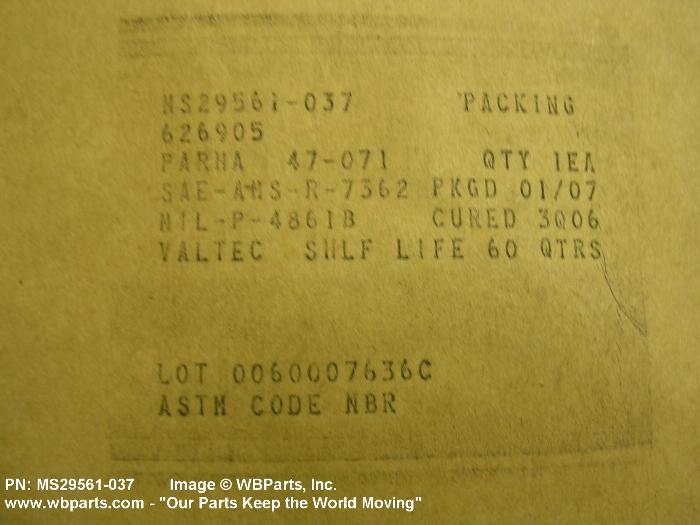 MS29561-037 PACKING
626905
PARHA 47-071 QTY 1EA
SAE-AMS-R-7362 PKGD 01/07
MIL-P-4861B CURED 3Q06
VALTEC SHLF LIFE 60 QTRS
LOT 0060007636C
ASTM CODE NBR
PN: MS29561-037 Image © WBParts, Inc.
www.wbparts.com - "Our Parts Keep the World Moving"